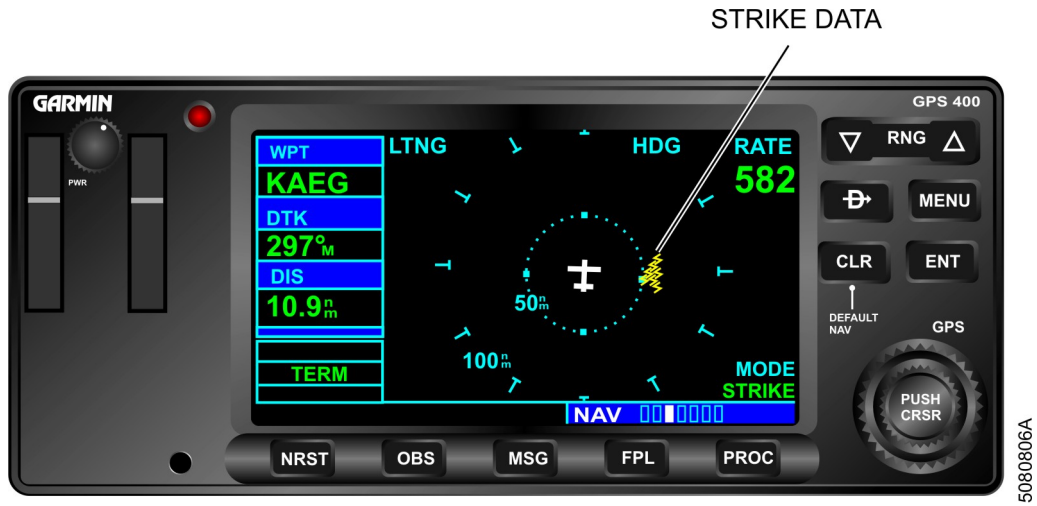 STRIKE DATA
GARMIN
GPS 400
PWR
WPT
KAEG
DTK
297°M
DIS
10.9nm
TERM
LTNG
HDG
RATE
582
50nm
100nm
MODE
STRIKE
NAV
RNG
D
MENU
CLR
ENT
DEFAULT
NAV
GPS
PUSH
CRSR
NRST
OBS
MSG
FPL
PROC
5080806A